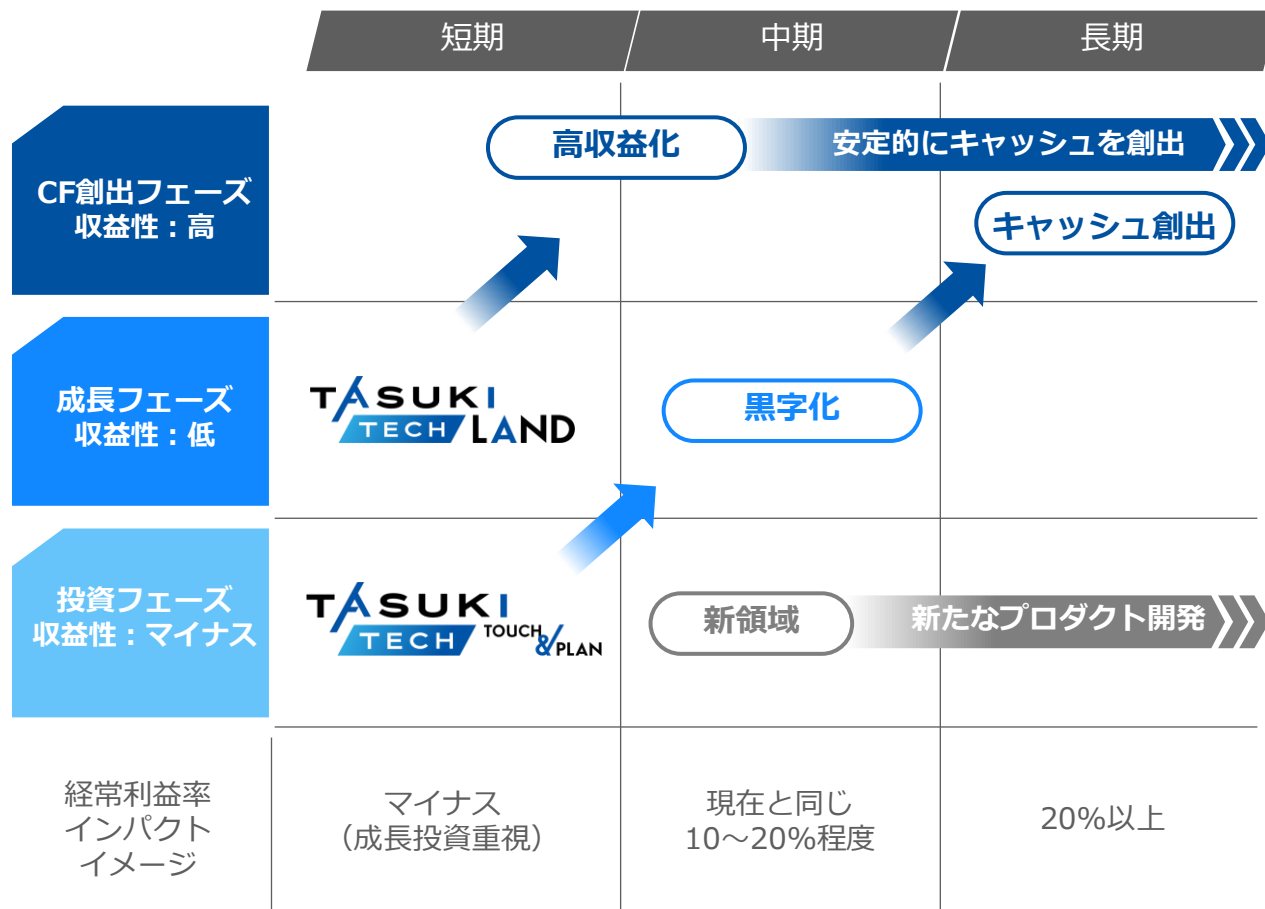 短期
中期
長期
CF創出フェーズ
収益性：高
高収益化
安定的にキャッシュを創出
キャッシュ創出
成長フェーズ
収益性：低
TASUKI
TECH LAND
黒字化
投資フェーズ
収益性：マイナス
TASUKI
TECH TOUCH
&PLAN
新領域
新たなプロダクト開発
経常利益率
インパクト
イメージ
マイナス
（成長投資重視）
現在と同じ
10～20%程度
20%以上